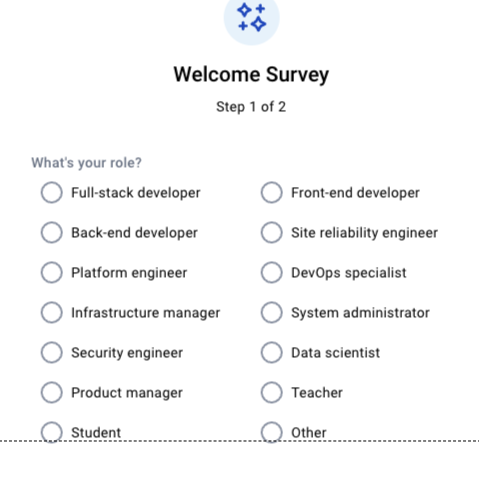 Welcome Survey
Step 1 of 2
What's your role?
Full-stack developer
Front-end developer
Back-end developer
Site reliability engineer
Platform engineer
DevOps specialist
Infrastructure manager
System administrator
Security engineer
Data scientist
Product manager
Teacher
Student
Other